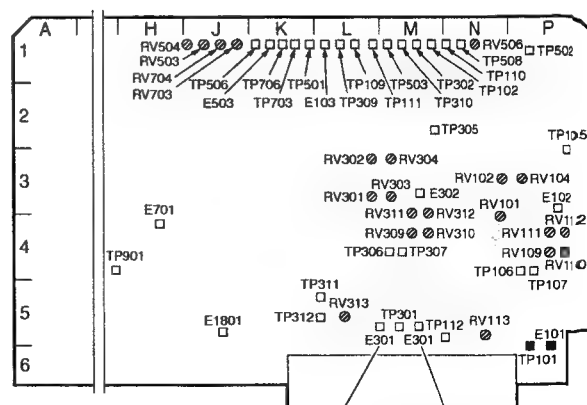 A H J K L M N P
1 RV504 RV506 TP502
RV503 TP508
RV704 TP506 TP706 TP501 TP109 TP503 TP302 TP110
RV703 E503 TP703 E103 TP309 TP111 TP310 TP102
2 TP305 TP105
RV302 RV304
3 RV303 RV102 RV104
RV301 E302 RV101 E102
E701 RV311 RV312 RV112
4 RV309 RV310 RV111
TP306 TP307 RV109
TP901 TP106 RV110
TP107
TP311
5 TP312 RV313 TP301
E1801 TP112 RV113 E101
E301 E301 TP101
6